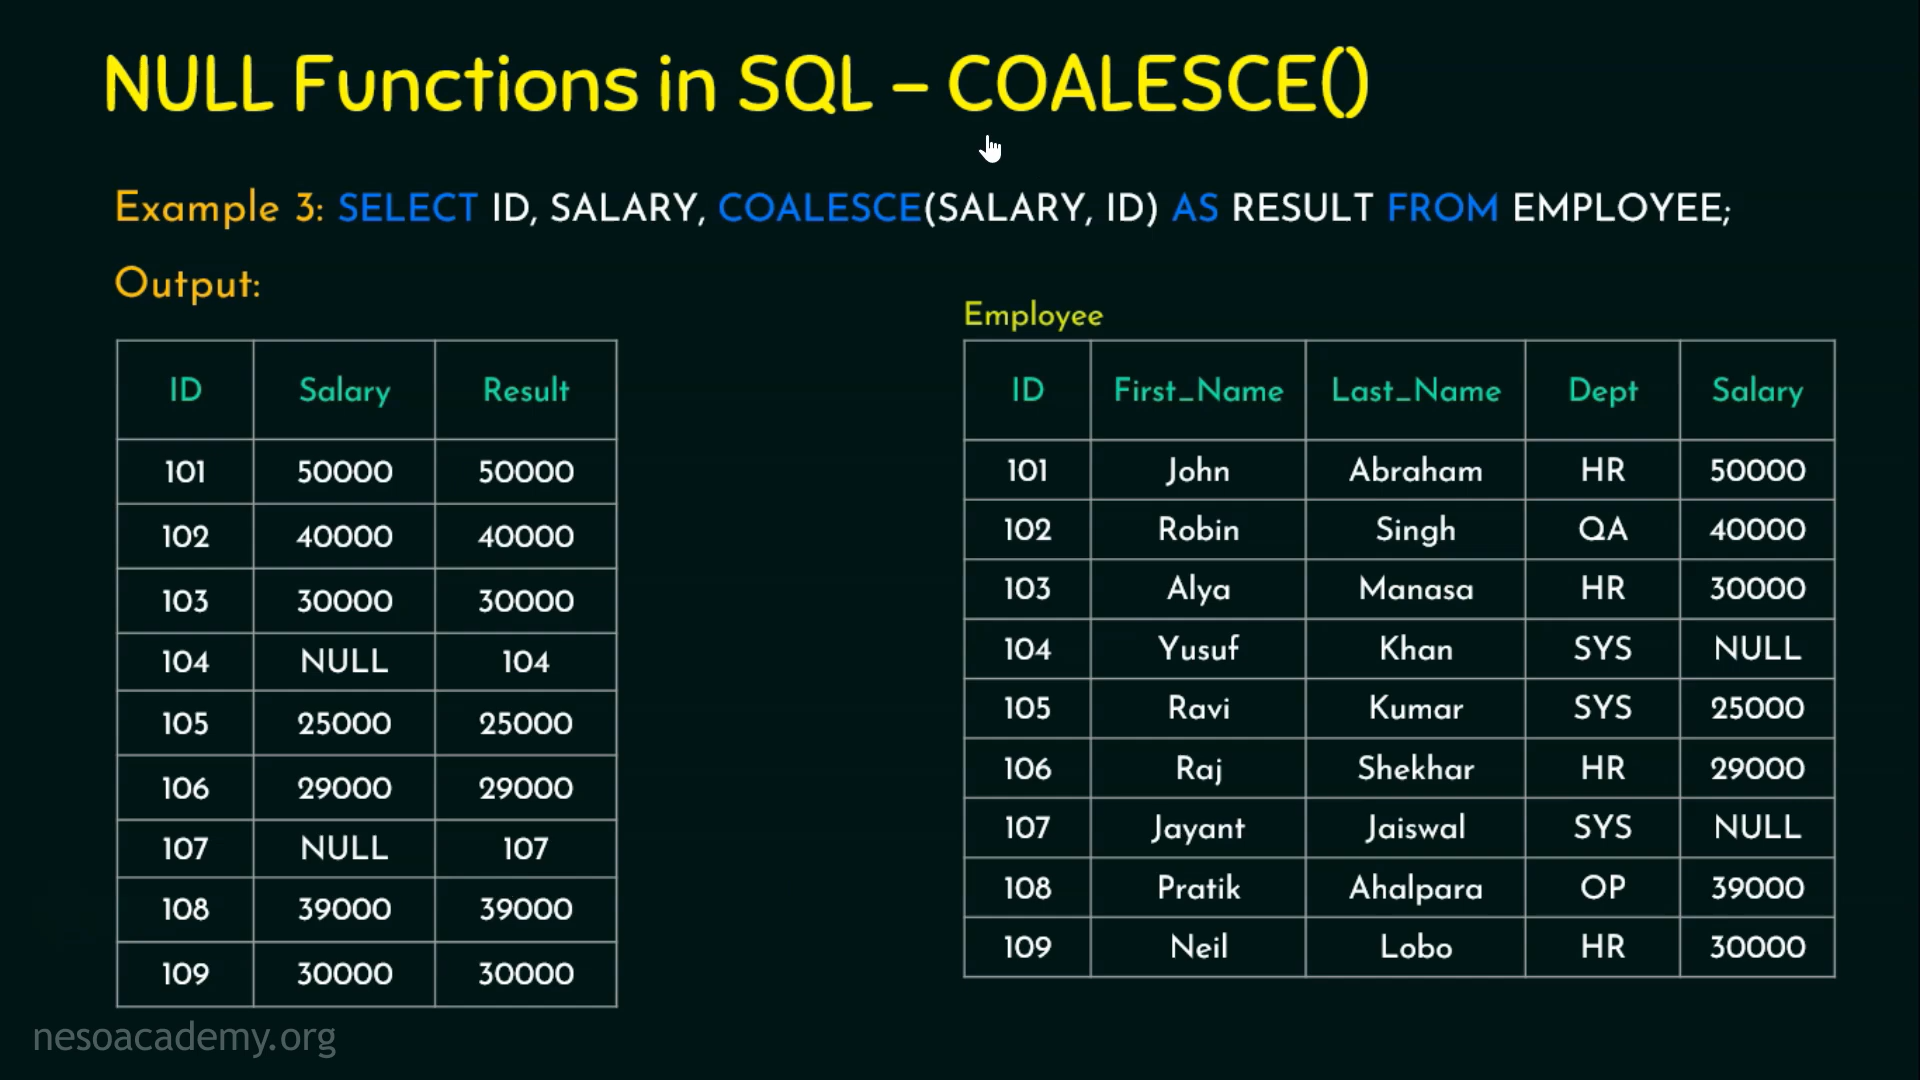 NULL Functions in SQL – COALESCE()
Example 3: SELECT ID, SALARY, COALESCE(SALARY, ID) AS RESULT FROM EMPLOYEE;
Output:
ID Salary Result
101 50000 50000
102 40000 40000
103 30000 30000
104 NULL 104
105 25000 25000
106 29000 29000
107 NULL 107
108 39000 39000
109 30000 30000
Employee
ID First_Name Last_Name Dept Salary
101 John Abraham HR 50000
102 Robin Singh QA 40000
103 Alya Manasa HR 30000
104 Yusuf Khan SYS NULL
105 Ravi Kumar SYS 25000
106 Raj Shekhar HR 29000
107 Jayant Jaiswal SYS NULL
108 Pratik Ahalpara OP 39000
109 Neil Lobo HR 30000
nesoacademy.org